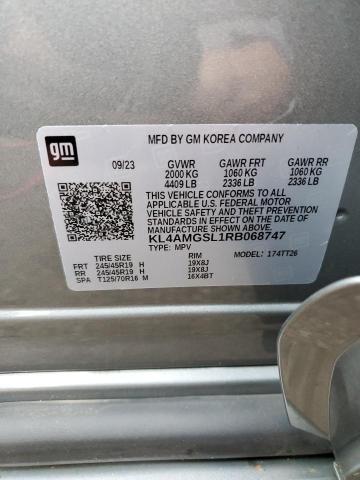 gm
MFD BY GM KOREA COMPANY
09/23 GVWR GAWR FRT GAWR RR
2000 KG 1060 KG 1060 KG
4409 LB 2336 LB 2336 LB
THIS VEHICLE CONFORMS TO ALL
APPLICABLE U.S. FEDERAL MOTOR
VEHICLE SAFETY AND THEFT PREVENTION
STANDARDS IN EFFECT ON THE DATE OF
MANUFACTURE SHOWN ABOVE.
KL4AMGSL1RB068747
TYPE: MPV MODEL: 174TT26
TIRE SIZE RIM
FRT 245/45R19 H 19X8J
RR 245/45R19 H 19X8J
SPA T125/70R16 M 16X4BT